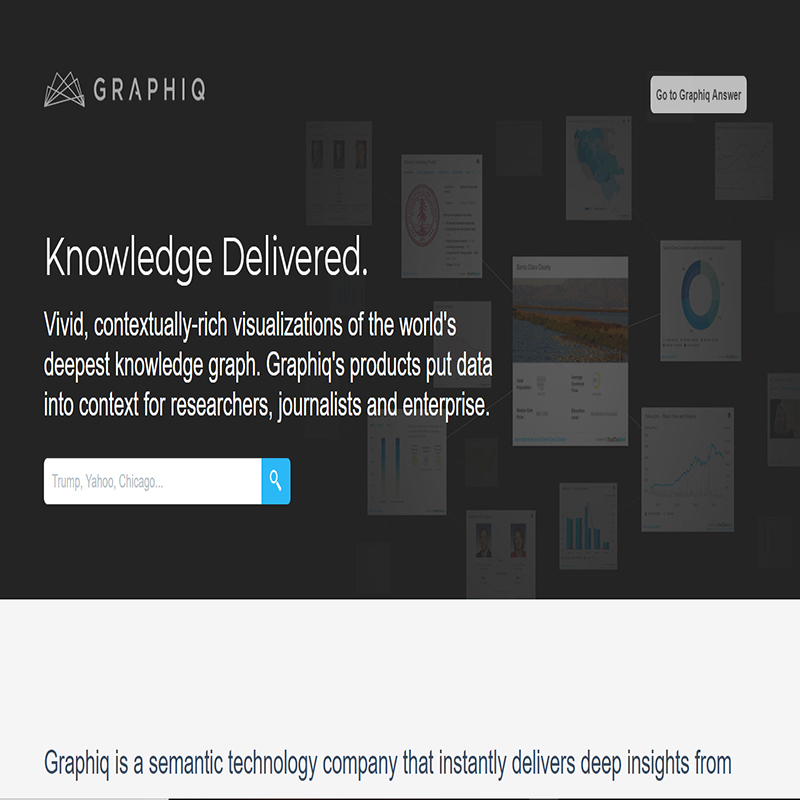 GRAPHIQ
Go to Graphiq Answer
Knowledge Delivered.
Vivid, contextually-rich visualizations of the world's
deepest knowledge graph. Graphiq's products put data
into context for researchers, journalists and enterprise.
Trump, Yahoo, Chicago...
Santa Clara County
Graphiq is a semantic technology company that instantly delivers deep insights from